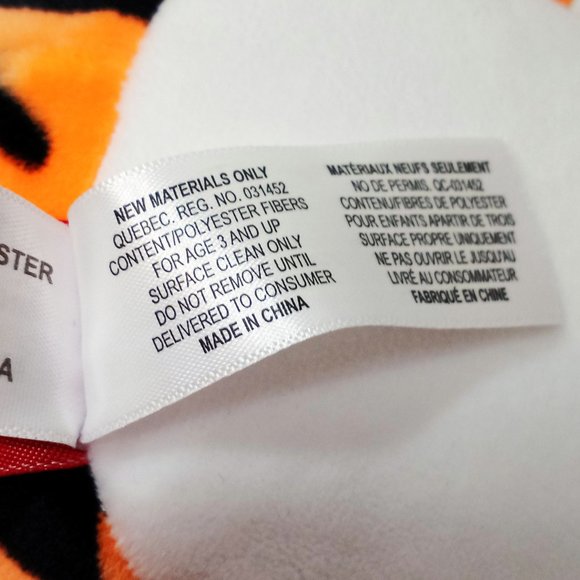 STER
A
NEW MATERIALS ONLY
QUEBEC. REG. NO. 031452
CONTENT/POLYESTER FIBERS
FOR AGE 3 AND UP
SURFACE CLEAN ONLY
DO NOT REMOVE UNTIL
DELIVERED TO CONSUMER
MADE IN CHINA
MATÉRIAUX NEUFS SEULEMENT
NO DE PERMIS. QC-031452
CONTENU/FIBRES DE POLYESTER
POUR ENFANTS APARTIR DE TROIS
SURFACE PROPRE UNIQUEMENT
NE PAS OUVRIR LE JESQU'AU
LIVRÉ AU CONSOMMATEUR
FABRIQUÉ EN CHINE